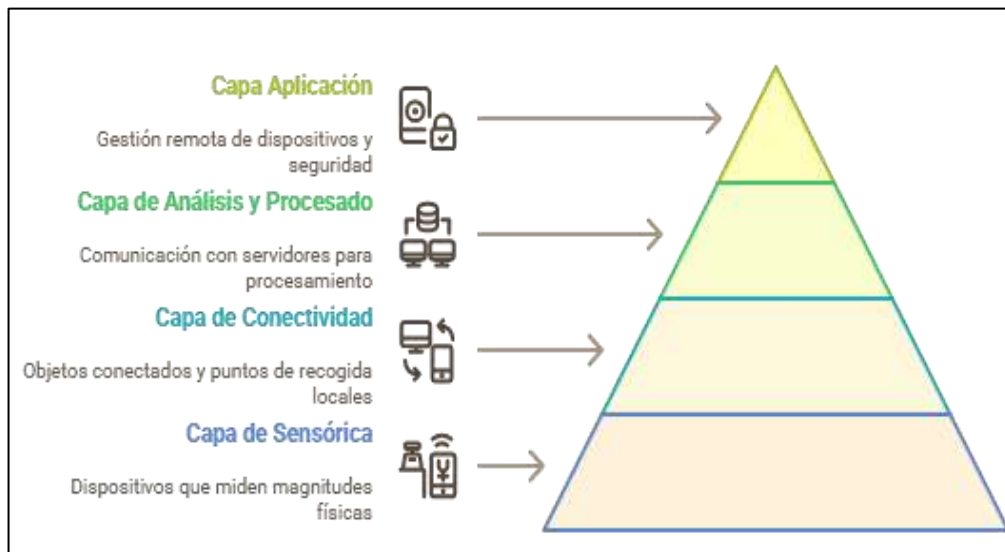 Capa Aplicación
Gestión remota de dispositivos y
seguridad
Capa de Análisis y Procesado
Comunicación con servidores para
procesamiento
Capa de Conectividad
Objetos conectados y puntos de recogida
locales
Capa de Sensórica
Dispositivos que miden magnitudes
físicas